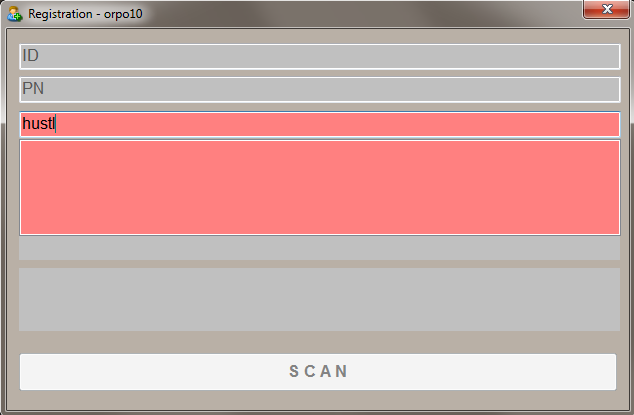 Registration - orpo10
ID
PN
hustl
SCAN